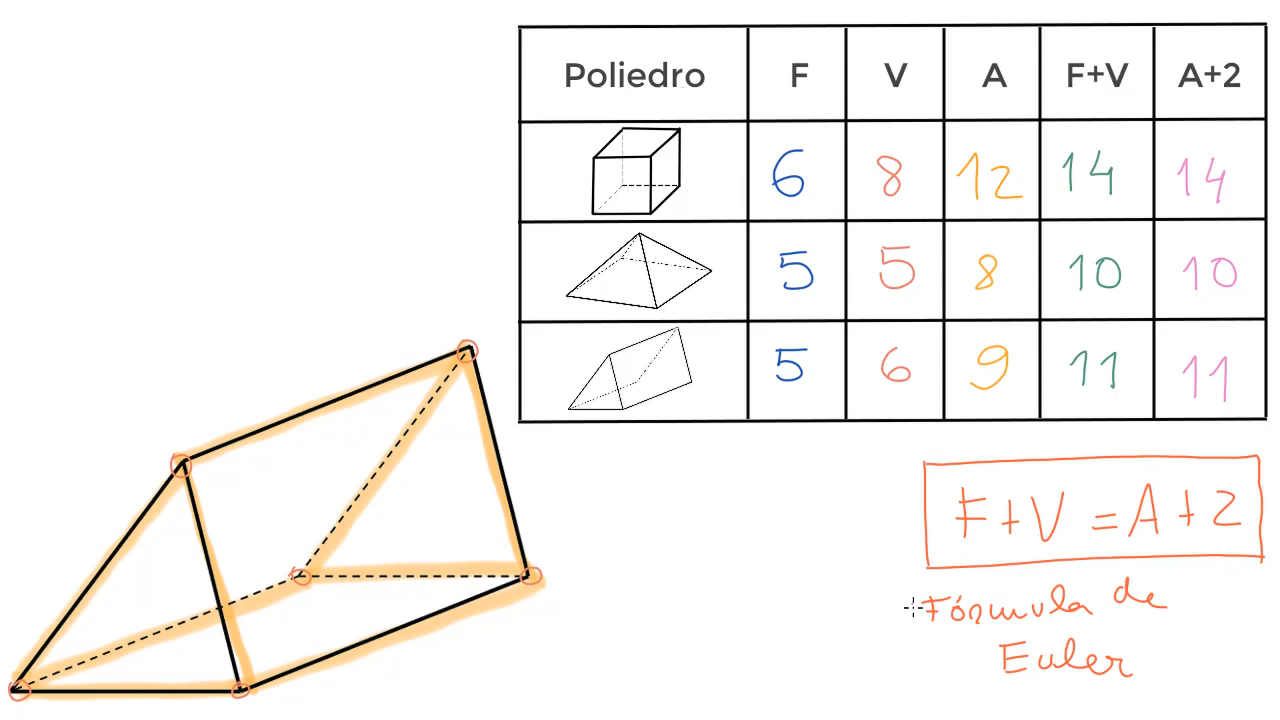 Poliedro F V A F+V A+2
6 8 12 14 14
5 5 8 10 10
5 6 9 11 11
F+V=A+2
Fórmula de
Euler